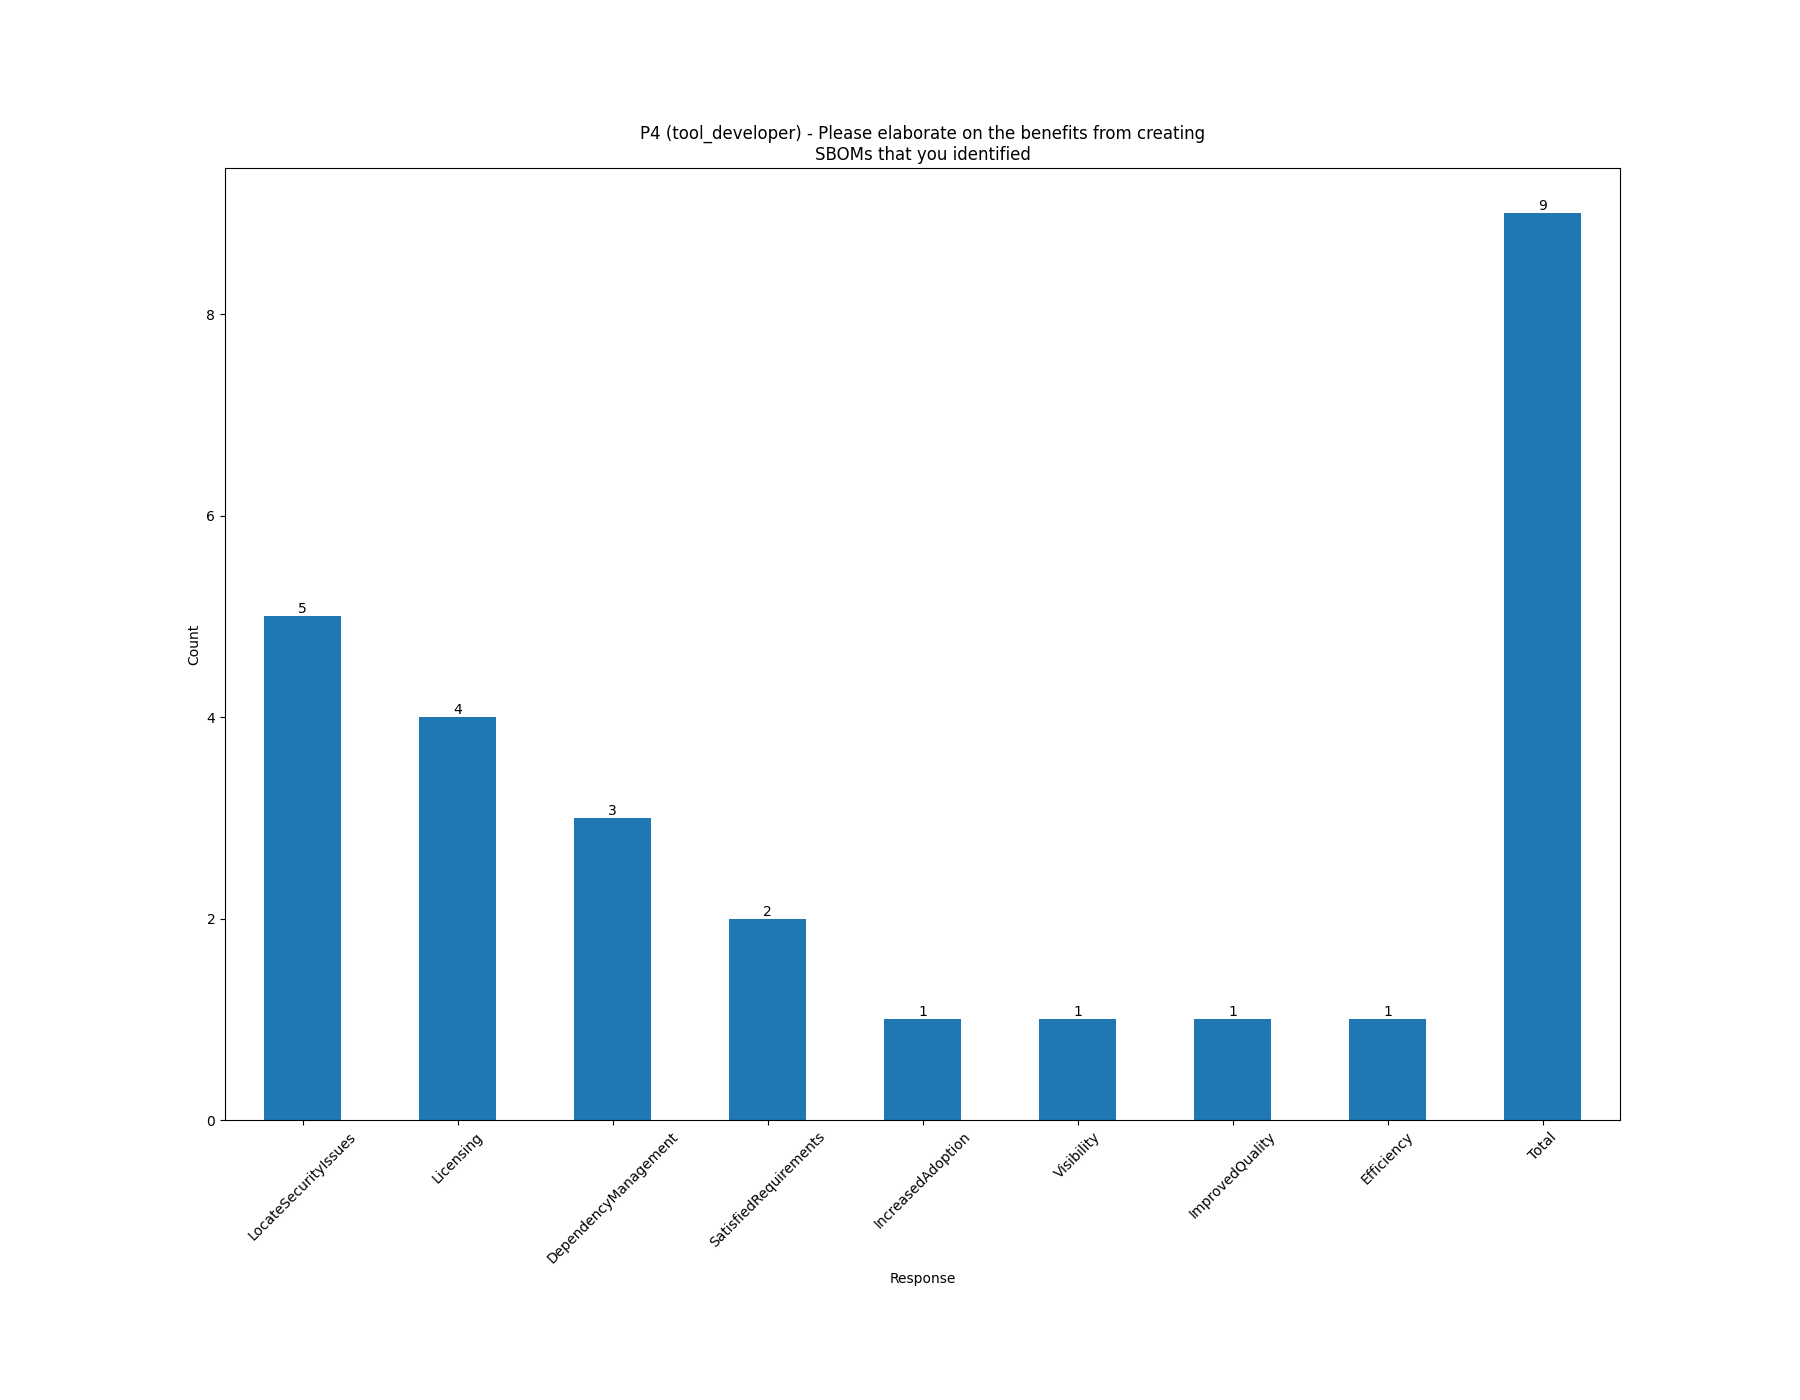 P4 (tool_developer) - Please elaborate on the benefits from creating
SBOMs that you identified
Count
8
6
4
2
0
5
4
3
2
1
1
1
1
9
LocateSecurityIssues
Licensing
DependencyManagement
SatisfiedRequirements
IncreasedAdoption
Visibility
ImprovedQuality
Efficiency
Total
Response